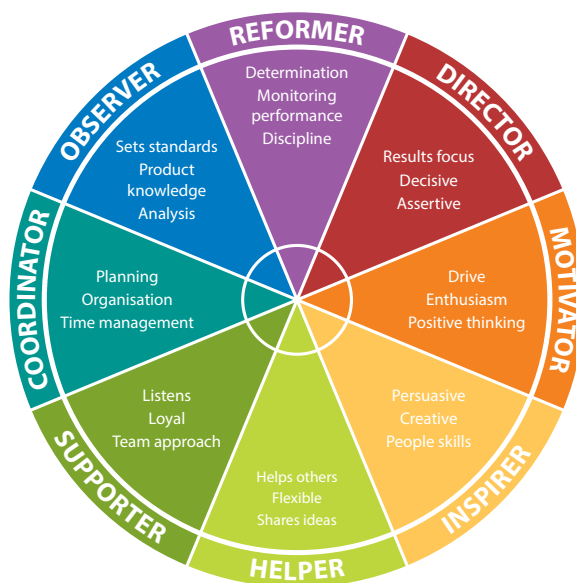 REFORMER
Determination
Monitoring
performance
Discipline
DIRECTOR
Results focus
Decisive
Assertive
MOTIVATOR
Drive
Enthusiasm
Positive thinking
INSPIRER
Persuasive
Creative
People skills
HELPER
Helps others
Flexible
Shares ideas
SUPPORTER
Listens
Loyal
Team approach
COORDINATOR
Planning
Organisation
Time management
OBSERVER
Sets standards
Product
knowledge
Analysis